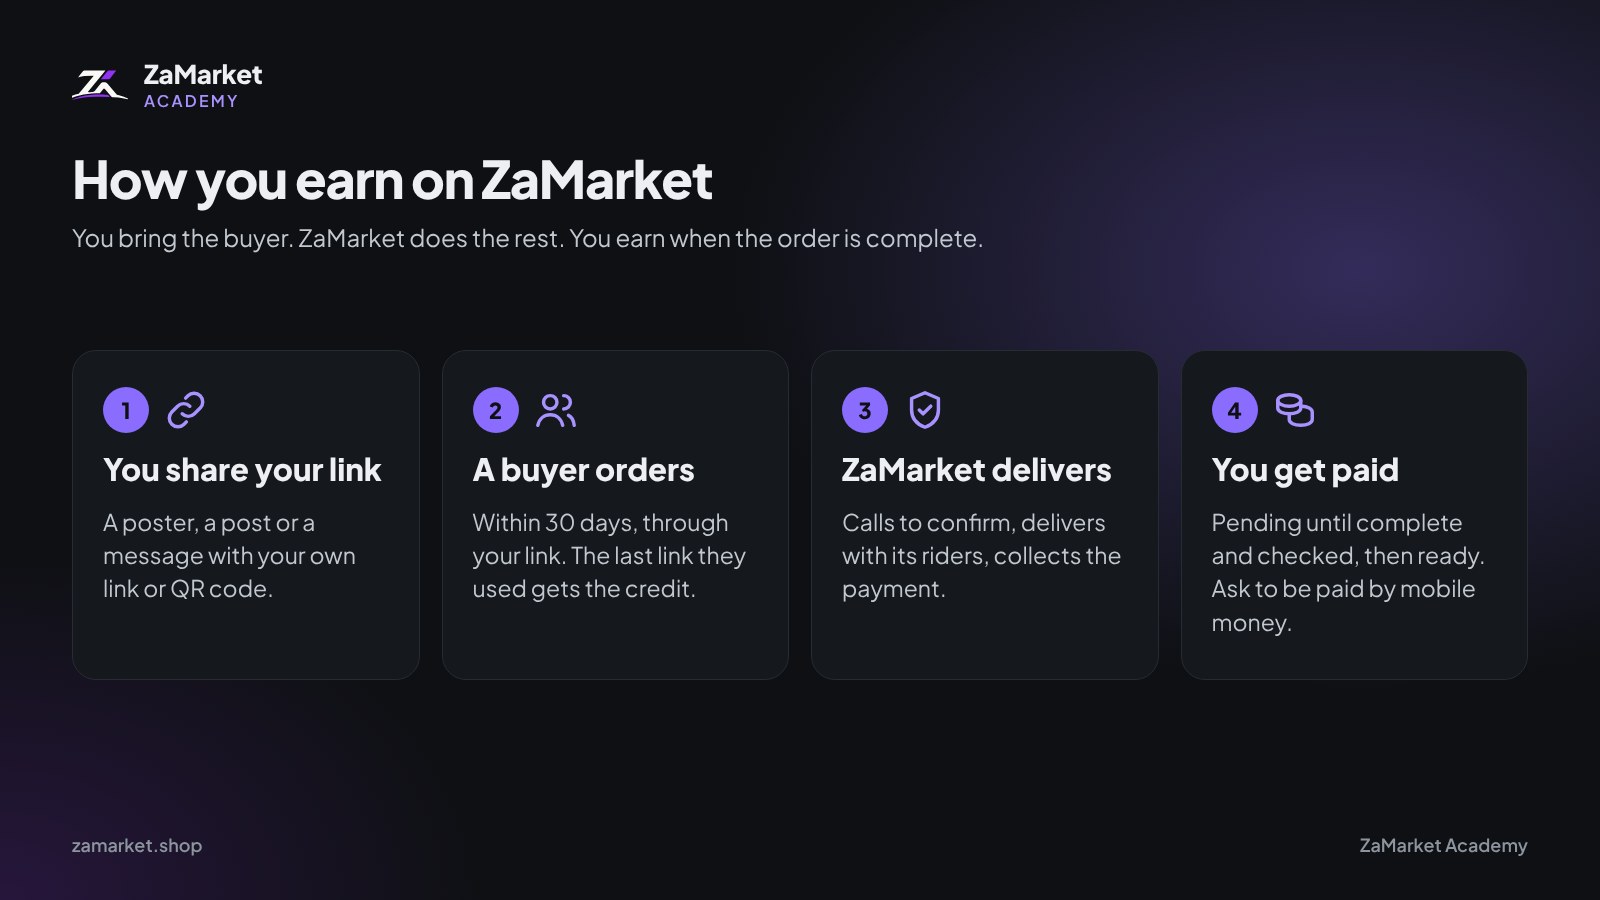 ZaMarket
ACADEMY
How you earn on ZaMarket
You bring the buyer. ZaMarket does the rest. You earn when the order is complete.
1
You share your link
A poster, a post or a
message with your own
link or QR code.
2
A buyer orders
Within 30 days, through
your link. The last link they
used gets the credit.
3
ZaMarket delivers
Calls to confirm, delivers
with its riders, collects the
payment.
4
You get paid
Pending until complete
and checked, then ready.
Ask to be paid by mobile
money.
zamarket.shop
ZaMarket Academy